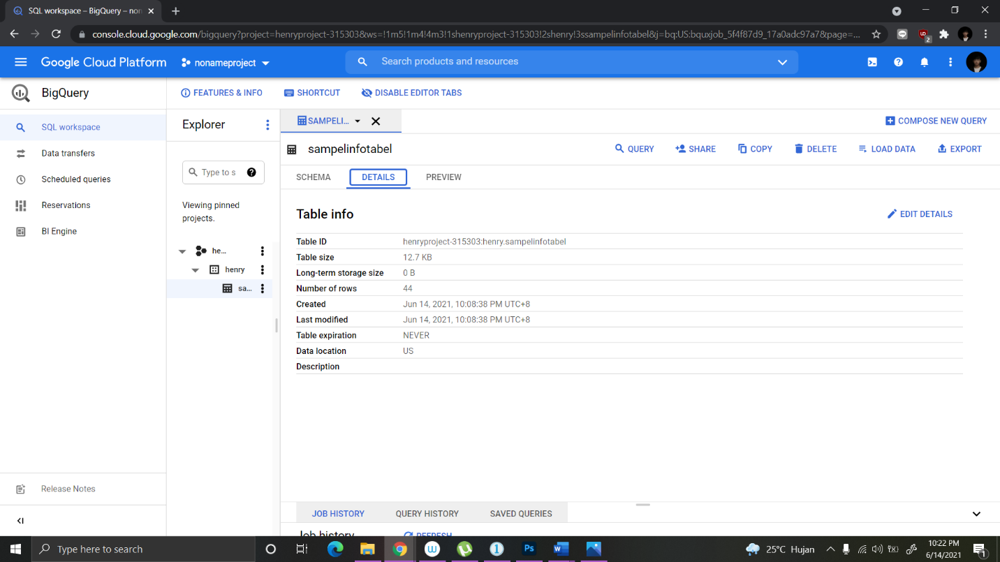 SQL workspace – BigQuery – non
console.cloud.google.com/bigquery?project=henryproject-315303&ws=!1m5!1m4!4m3!1shenryproject-315303!2shenry!3ssampelinfotabel&j=bq:US:bquxjob_5f4f87d9_17a0adc97a7&page=...
2
Google Cloud Platform
nonameproject
Search products and resources
BigQuery
FEATURES & INFO
SHORTCUT
DISABLE EDITOR TABS
SQL workspace
Data transfers
Scheduled queries
Reservations
BI Engine
Release Notes
Explorer
Type to s
Viewing pinned
projects.
he...
henry
sa...
SAMPELI...
COMPOSE NEW QUERY
sampelinfotabel
QUERY
SHARE
COPY
DELETE
LOAD DATA
EXPORT
SCHEMA
DETAILS
PREVIEW
Table info
EDIT DETAILS
Table ID henryproject-315303:henry.sampelinfotabel
Table size 12.7 KB
Long-term storage size 0 B
Number of rows 44
Created Jun 14, 2021, 10:08:38 PM UTC+8
Last modified Jun 14, 2021, 10:08:38 PM UTC+8
Table expiration NEVER
Data location US
Description
JOB HISTORY
QUERY HISTORY
SAVED QUERIES
Job history
REFRESH
Type here to search
25°C Hujan
10:22 PM
6/14/2021
1